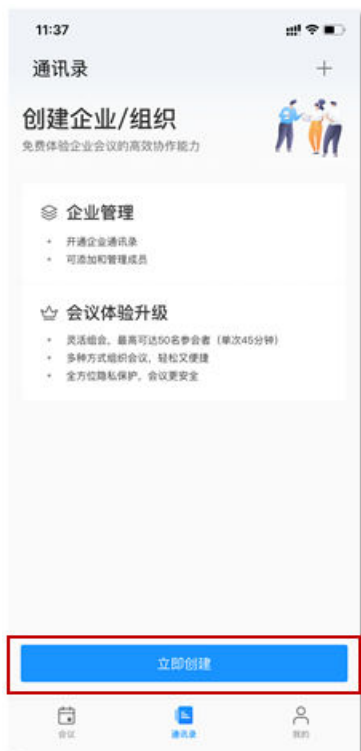 11:37
通讯录
创建企业/组织
免费体验企业会议的高效协作能力
企业管理
• 开通企业通讯录
• 可添加和管理成员
会议体验升级
• 灵活组会，最高可达50名参会者（单次45分钟）
• 多种方式组织会议，轻松又便捷
• 全方位隐私保护，会议更安全
立即创建
会议
通讯录
我的